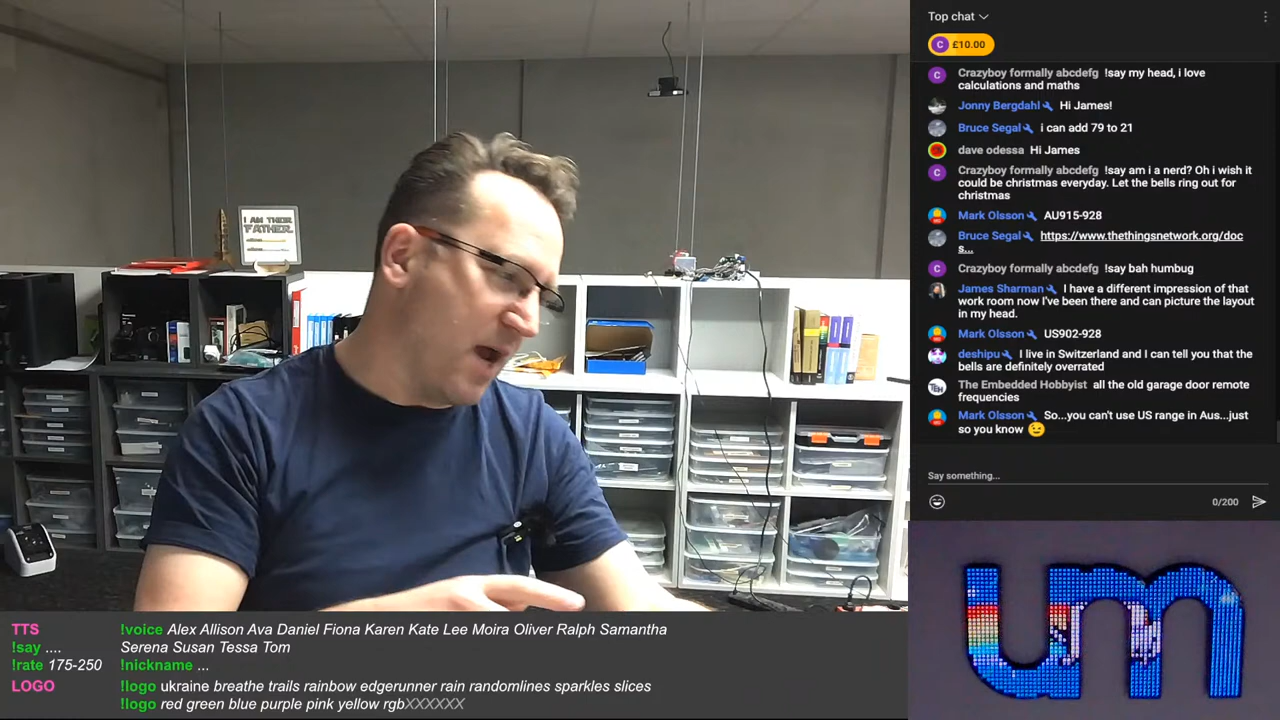 Top chat
C £10.00
C Crazyboy formally abcdefg !say my head, i love
calculations and maths
Jonny Bergdahl Hi James!
Bruce Segal i can add 79 to 21
dave odessa Hi James
C Crazyboy formally abcdefg !say am i a nerd? Oh i wish it
could be christmas everyday. Let the bells ring out for
christmas
Mark Olsson AU915-928
Bruce Segal https://www.thethingsnetwork.org/doc
s...
C Crazyboy formally abcdefg !say bah humbug
James Sharman I have a different impression of that
work room now I've been there and can picture the layout
in my head.
Mark Olsson US902-928
deshipu I live in Switzerland and I can tell you that the
bells are definitely overrated
TEH The Embedded Hobbyist all the old garage door remote
frequencies
Mark Olsson So...you can't use US range in Aus...just
so you know 😉
Say something...
0/200
I AM THEIR
FATHER
um
TTS !voice Alex Allison Ava Daniel Fiona Karen Kate Lee Moira Oliver Ralph Samantha
!say .... Serena Susan Tessa Tom
!rate 175-250 !nickname ...
LOGO !logo ukraine breathe trails rainbow edgerunner rain randomlines sparkles slices
!logo red green blue purple pink yellow rgbXXXXXX